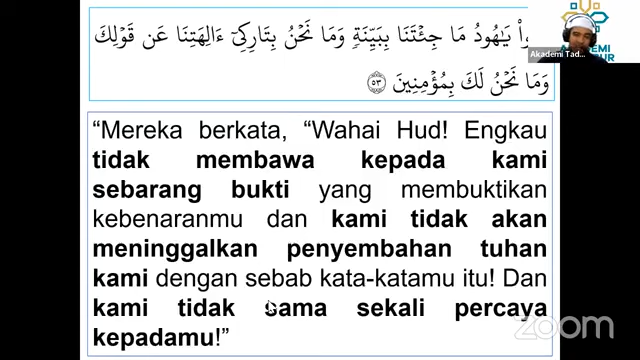 يَٰهُودُ مَا جِئْتَنَا بِبَيِّنَةٖ وَمَا نَحْنُ بِتَارِكِيٓ ءَالِهَتِنَا عَن قَوْلِكَ
وَمَا نَحْنُ لَكَ بِمُؤْمِنِينَ ٥٣
Akademi Tad...
“Mereka berkata, “Wahai Hud! Engkau
tidak membawa kepada kami
sebarang bukti yang membuktikan
kebenaranmu dan kami tidak akan
meninggalkan penyembahan tuhan
kami dengan sebab kata-katamu itu! Dan
kami tidak sama sekali percaya
kepadamu!”
zoom